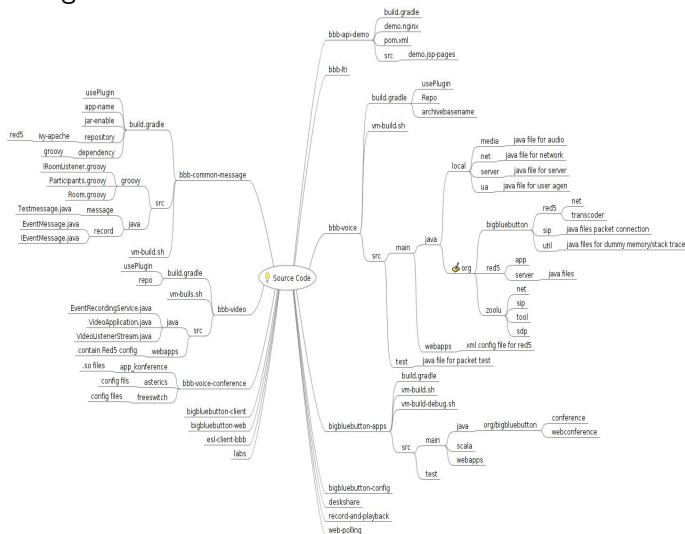 Source Code
bbb-api-demo
build.gradle
demo.nginx
pom.xml
src
demo.jsp-pages
bbb-lti
bbb-voice
build.gradle
usePlugin
Repo
archivebasename
vm-build.sh
src
main
java
local
media
java file for audio
net
java file for network
server
java file for server
ua
java file for user agen
org
bigbluebutton
red5
net
transcoder
sip
java files packet connection
util
java files for dummy memory/stack trace
red5
app
server
java files
zoolu
net
sip
tool
sdp
webapps
xml config file for red5
test
java file for packet test
bigbluebutton-apps
build.gradle
vm-build.sh
vm-build-debug.sh
src
main
java
org/bigbluebutton
conference
webconference
scala
webapps
test
bigbluebutton-config
deskshare
record-and-playback
web-polling
bbb-common-message
build.gradle
usePlugin
app-name
jar-enable
repository
ivy-apache
red5
dependency
groovy
src
groovy
IRoomListener.groovy
Participants.groovy
Room.groovy
java
message
Testmessage.java
record
EventMessage.java
IEventMessage.java
vm-build.sh
bbb-video
build.gradle
usePlugin
repo
vm-buils.sh
src
java
EventRecordingService.java
VideoApplication.java
VideoListenerStream.java
webapps
contain Red5 config
bbb-voice-conference
app_konference
.so files
asterics
config fils
freeswitch
config files
bigbluebutton-client
bigbluebutton-web
esl-client-bbb
labs